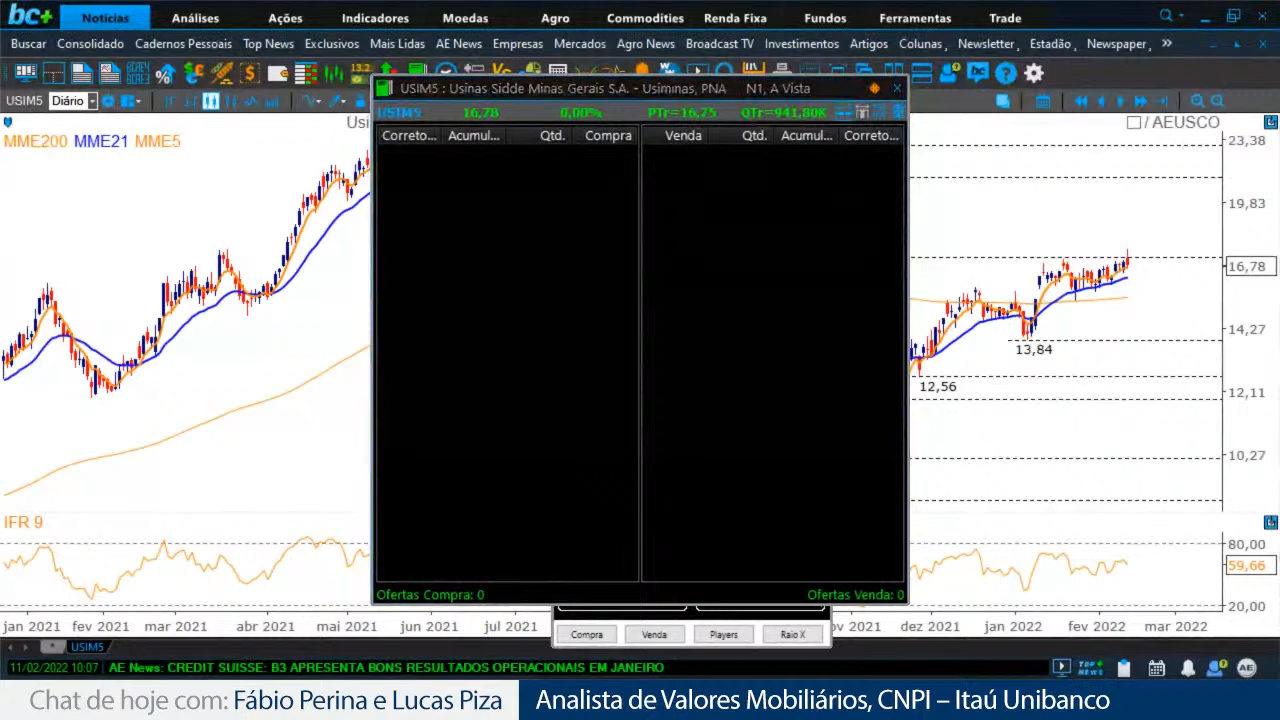 bc+ Notícias Análises Ações Indicadores Moedas Agro Commodities Renda Fixa Fundos Ferramentas Trade
Buscar Consolidado Cadernos Pessoais Top News Exclusivos Mais Lidas AE News Empresas Mercados Agro News Broadcast TV Investimentos Artigos Colunas Newsletter Estadão Newspaper
USIM5 Diário
USIM5 : Usinas Sidde Minas Gerais S.A. - Usiminas, PNA N1, A Vista
USIM5 16,78 0,00% PTr=16,75 QTr=941,80K
Correto... Acumul... Qtd. Compra Venda Qtd. Acumul... Correto...
Usi
/ AEUSCO
MME200 MME21 MME5
23,38
19,83
16,78
14,27
13,84
12,56
12,11
10,27
IFR 9
80,00
59,66
20,00
Ofertas Compra: 0 Ofertas Venda: 0
jan 2021 fev 2021 mar 2021 abr 2021 mai 2021 jun 2021 jul 2021 ov 2021 dez 2021 jan 2022 fev 2022 mar 2022
Compra Venda Players Raio X
USIM5
11/02/2022 10:07 AE News: CREDIT SUISSE: B3 APRESENTA BONS RESULTADOS OPERACIONAIS EM JANEIRO
TOP+ NEWS AE
Chat de hoje com: Fábio Perina e Lucas Piza Analista de Valores Mobiliários, CNPI – Itaú Unibanco